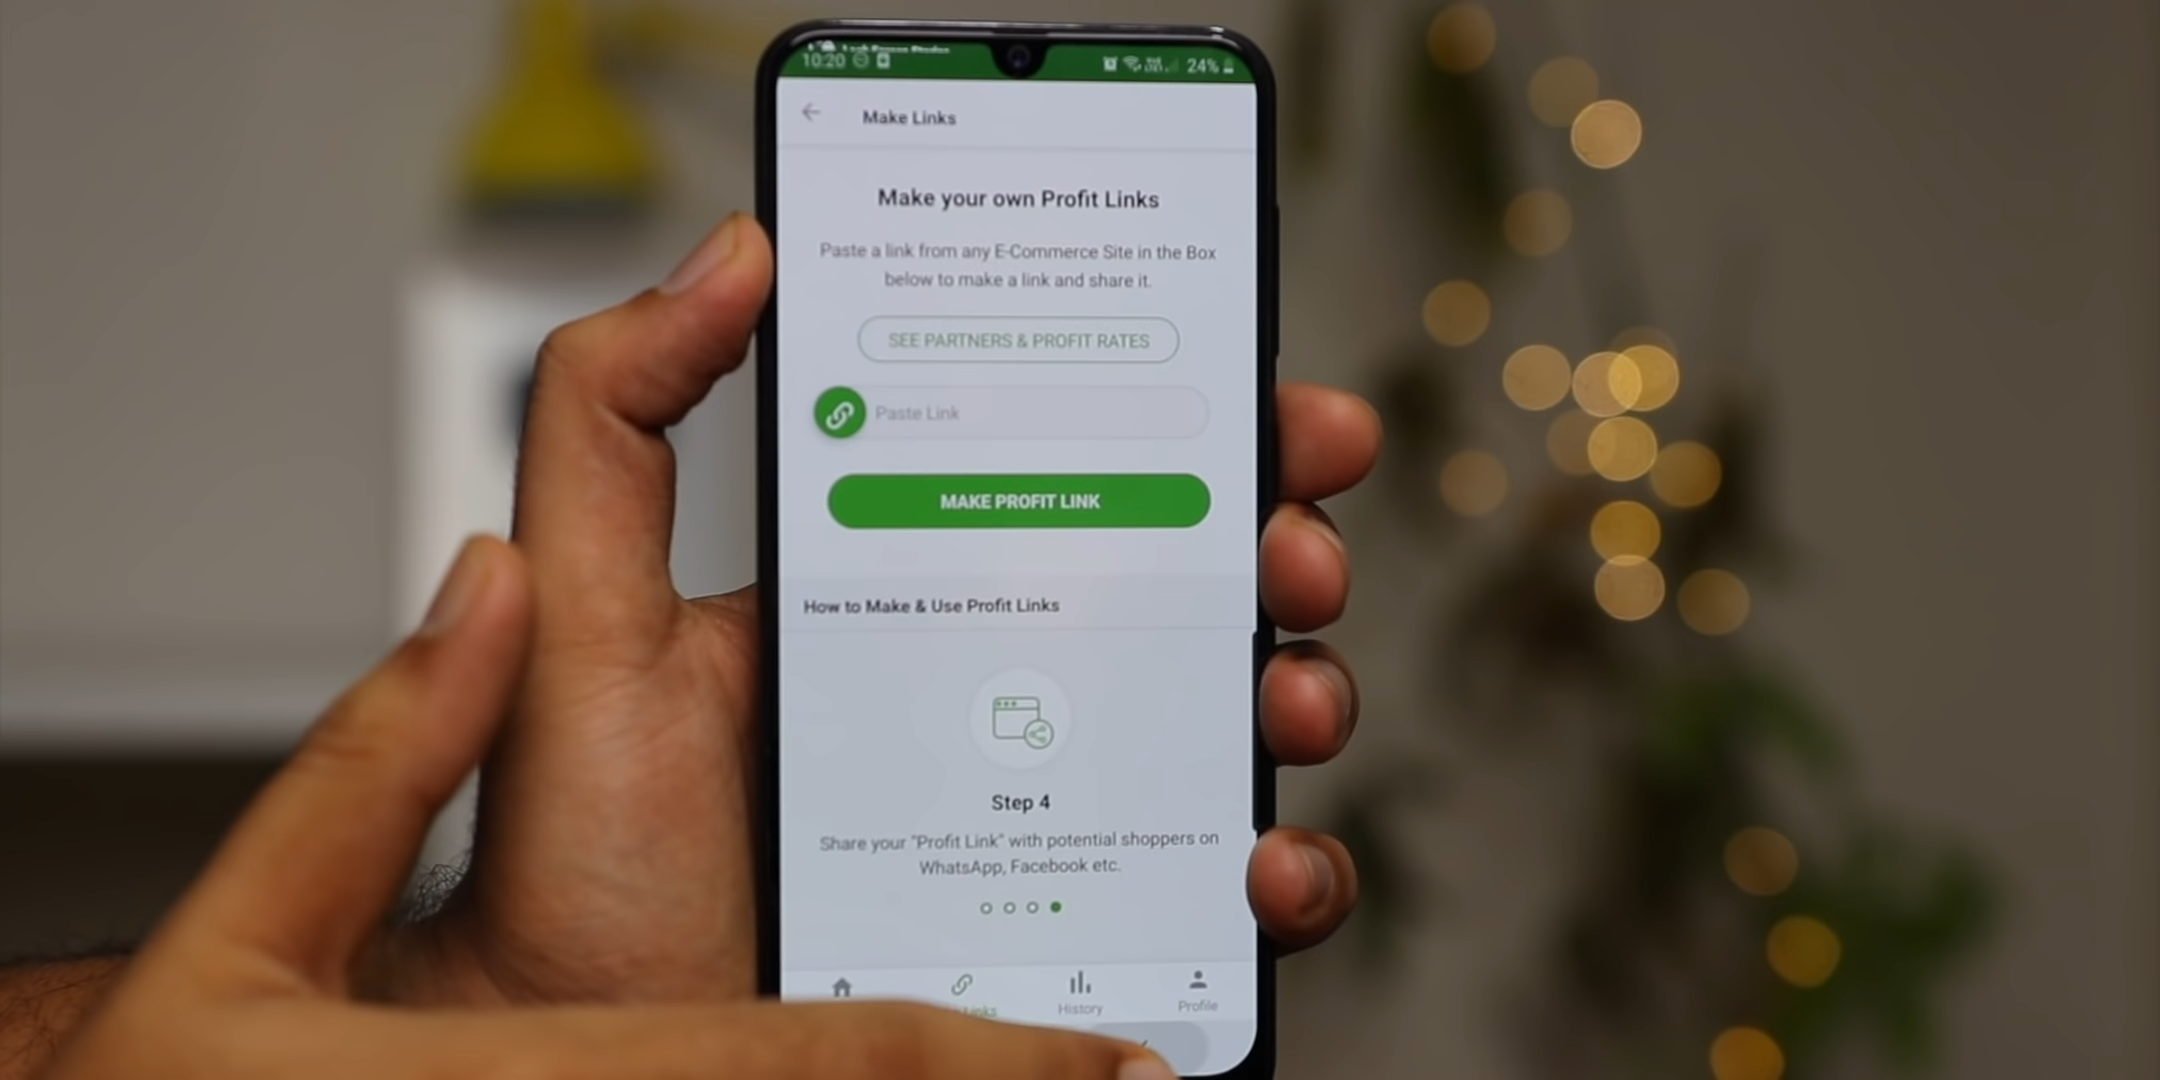 10:20
24%
Make Links
Make your own Profit Links
Paste a link from any E-Commerce Site in the Box
below to make a link and share it.
SEE PARTNERS & PROFIT RATES
Paste Link
MAKE PROFIT LINK
How to Make & Use Profit Links
Step 4
Share your "Profit Link" with potential shoppers on
WhatsApp, Facebook etc.
Links
History
Profile